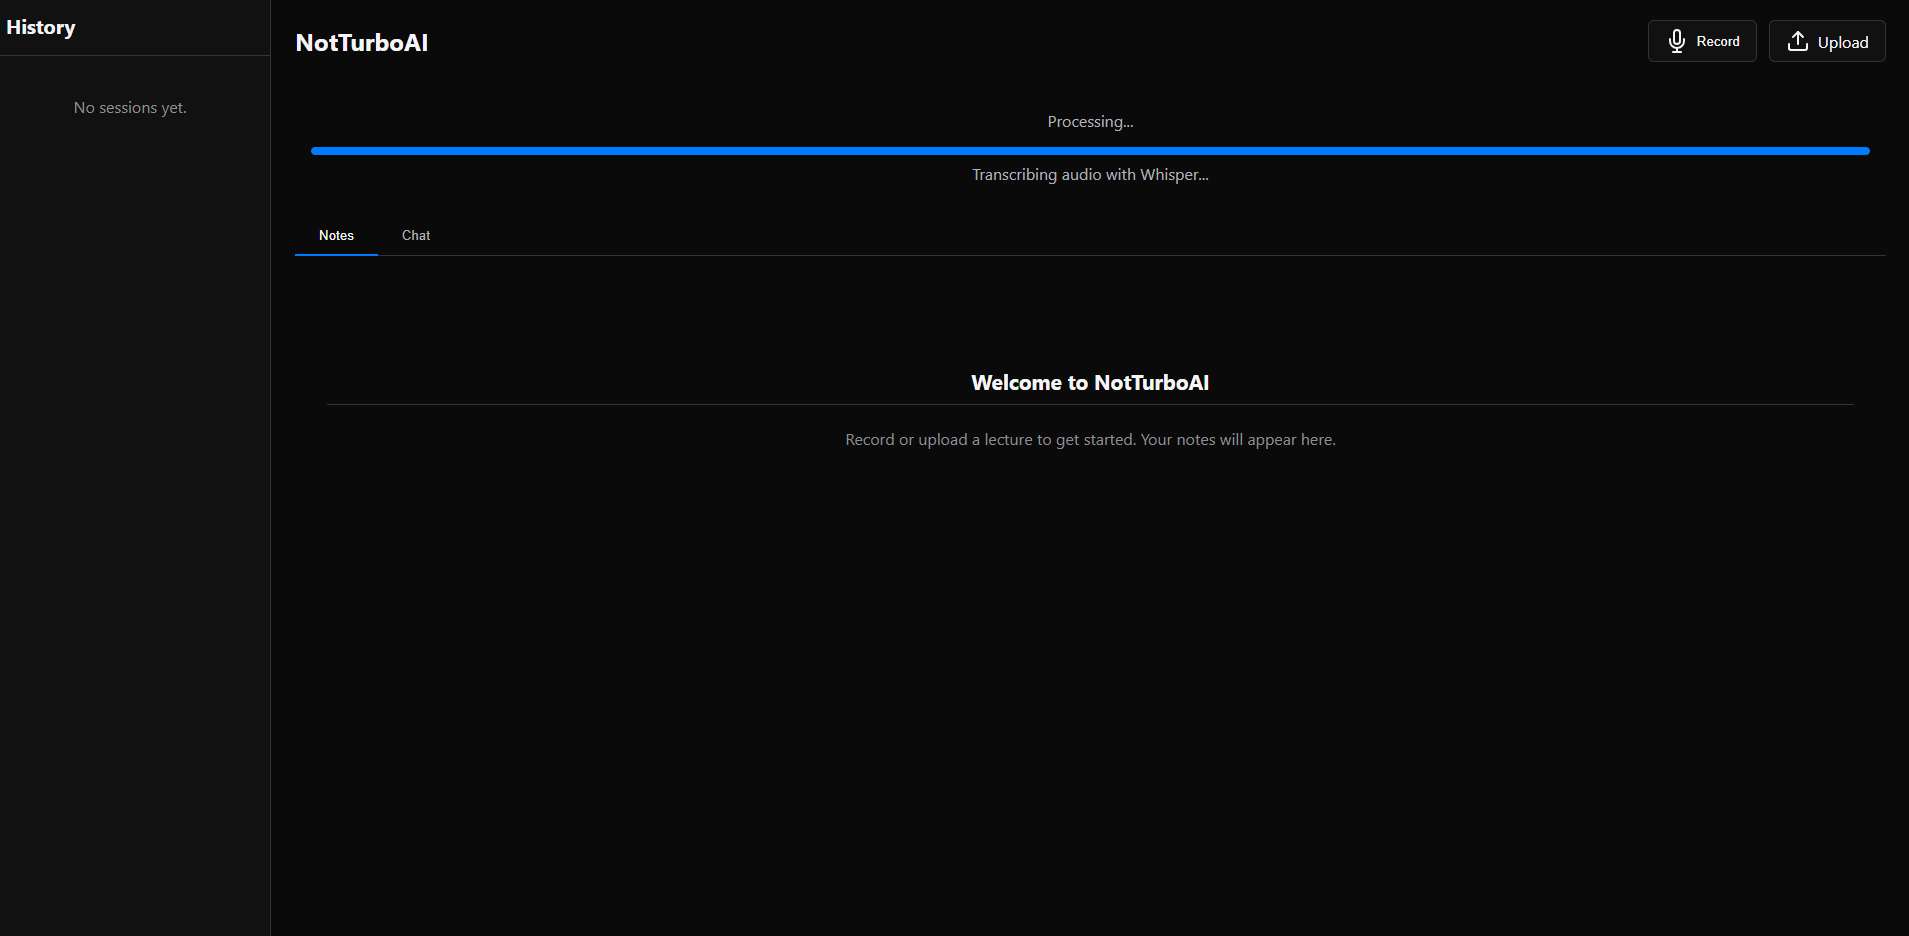 History
No sessions yet.
NotTurboAI
Record
Upload
Processing...
Transcribing audio with Whisper...
Notes
Chat
Welcome to NotTurboAI
Record or upload a lecture to get started. Your notes will appear here.